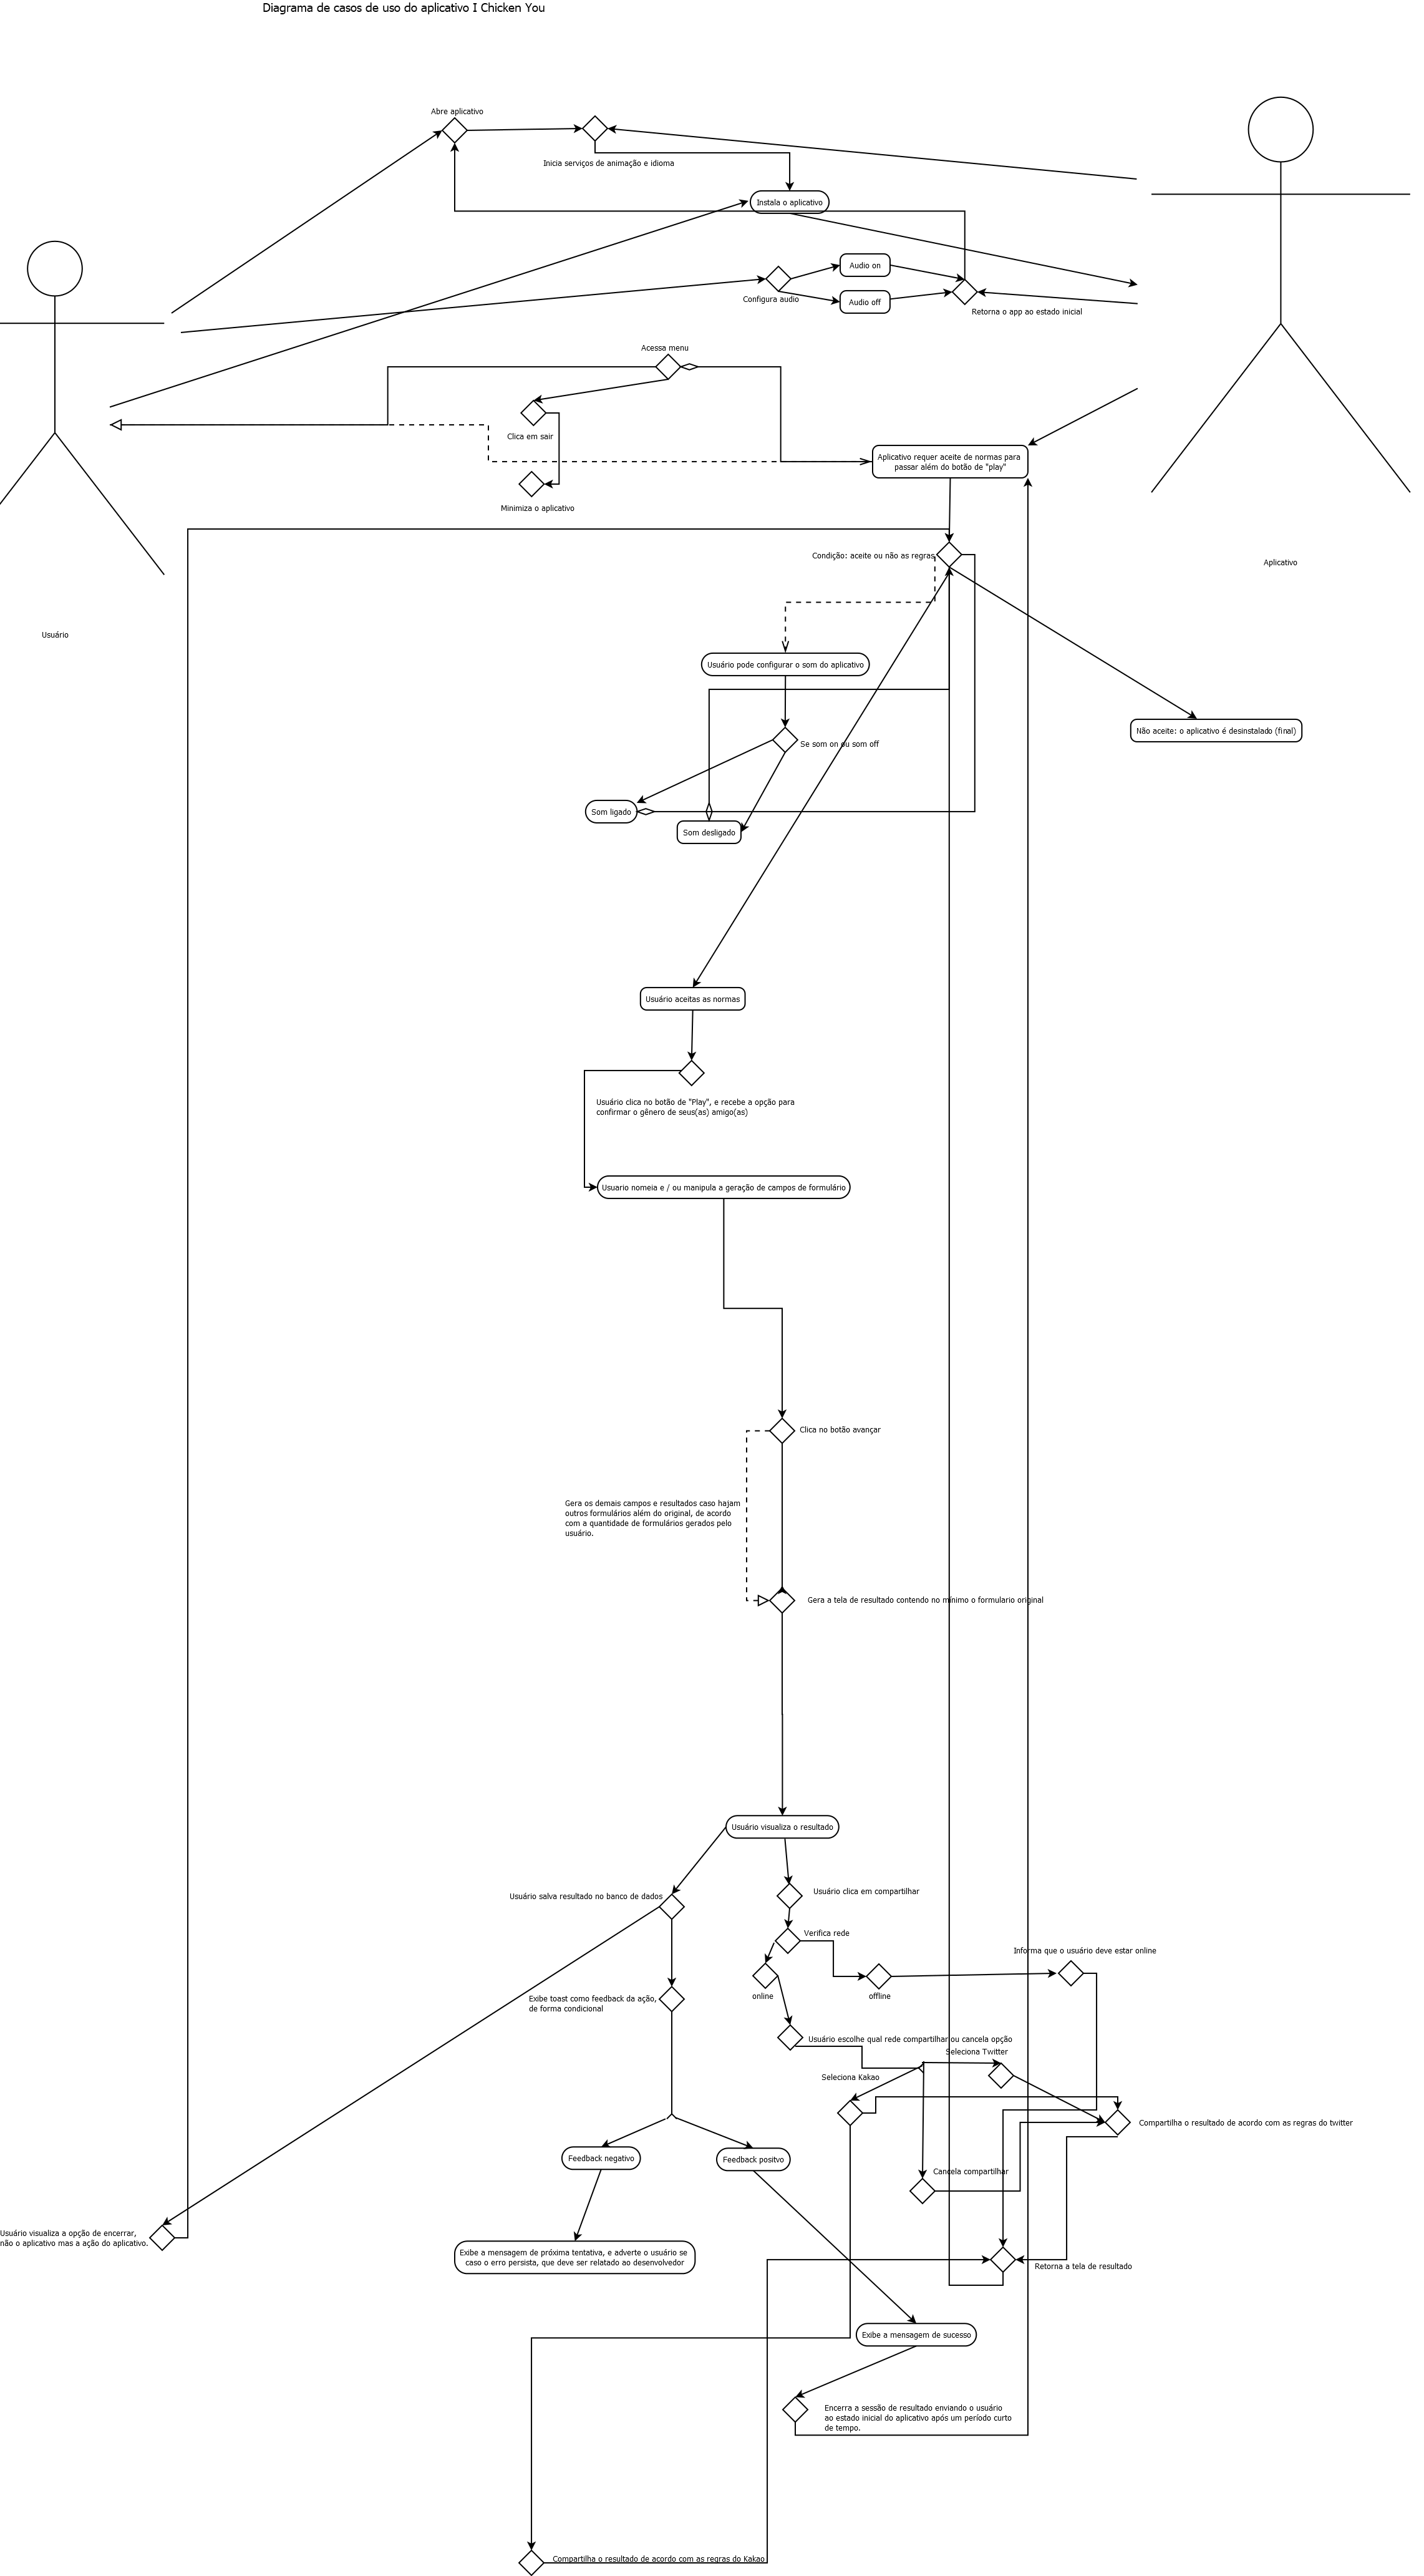 Diagrama de casos de uso do aplicativo I Chicken You
Abre aplicativo
Inicia serviços de animação e idioma
Instala o aplicativo
Audio on
Configura audio
Audio off
Retorna o app ao estado inicial
Acessa menu
Clica em sair
Aplicativo requer aceite de normas para
passar além do botão de "play"
Minimiza o aplicativo
Condição: aceite ou não as regras
Aplicativo
Usuário
Usuário pode configurar o som do aplicativo
Não aceite: o aplicativo é desinstalado (final)
Se som on ou som off
Som ligado
Som desligado
Usuário aceitas as normas
Usuário clica no botão de "Play", e recebe a opção para
confirmar o gênero de seus(as) amigo(as)
Usuario nomeia e / ou manipula a geração de campos de formulário
Clica no botão avançar
Gera os demais campos e resultados caso hajam
outros formulários além do original, de acordo
com a quantidade de formulários gerados pelo
usuário.
Gera a tela de resultado contendo no mínimo o formulario original
Usuário visualiza o resultado
Usuário salva resultado no banco de dados
Usuário clica em compartilhar
Verifica rede
Informa que o usuário deve estar online
online
offline
Exibe toast como feedback da ação,
de forma condicional
Usuário escolhe qual rede compartilhar ou cancela opção
Seleciona Twitter
Seleciona Kakao
Compartilha o resultado de acordo com as regras do twitter
Feedback negativo
Feedback positvo
Cancela compartilhar
Usuário visualiza a opção de encerrar,
não o aplicativo mas a ação do aplicativo.
Exibe a mensagem de próxima tentativa, e adverte o usuário se
caso o erro persista, que deve ser relatado ao desenvolvedor
Retorna a tela de resultado
Exibe a mensagem de sucesso
Encerra a sessão de resultado enviando o usuário
ao estado inicial do aplicativo após um período curto
de tempo.
Compartilha o resultado de acordo com as regras do Kakao